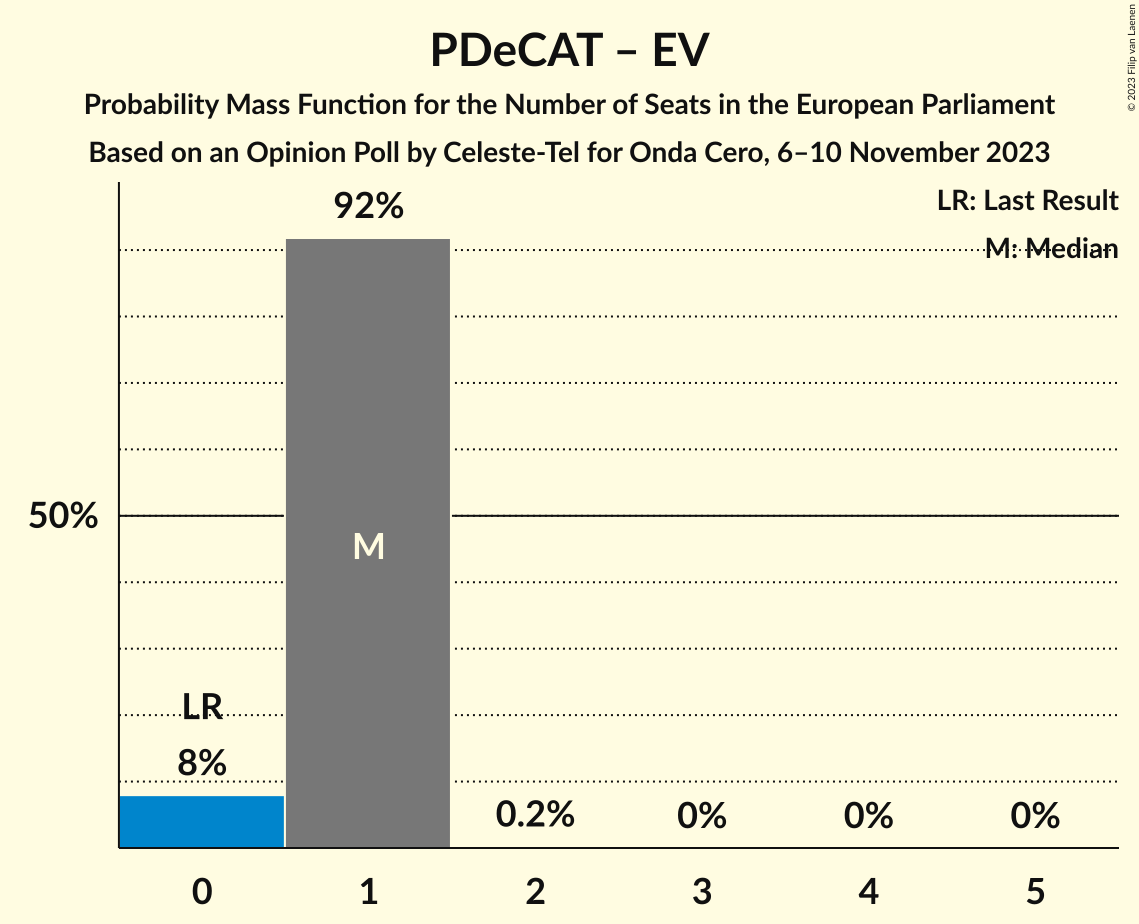 PDeCAT – EV
Probability Mass Function for the Number of Seats in the European Parliament
Based on an Opinion Poll by Celeste-Tel for Onda Cero, 6–10 November 2023
© 2023 Filip van Laenen
LR: Last Result
M: Median
92%
50%
M
LR
8%
0.2%
0%
0%
0%
0
1
2
3
4
5